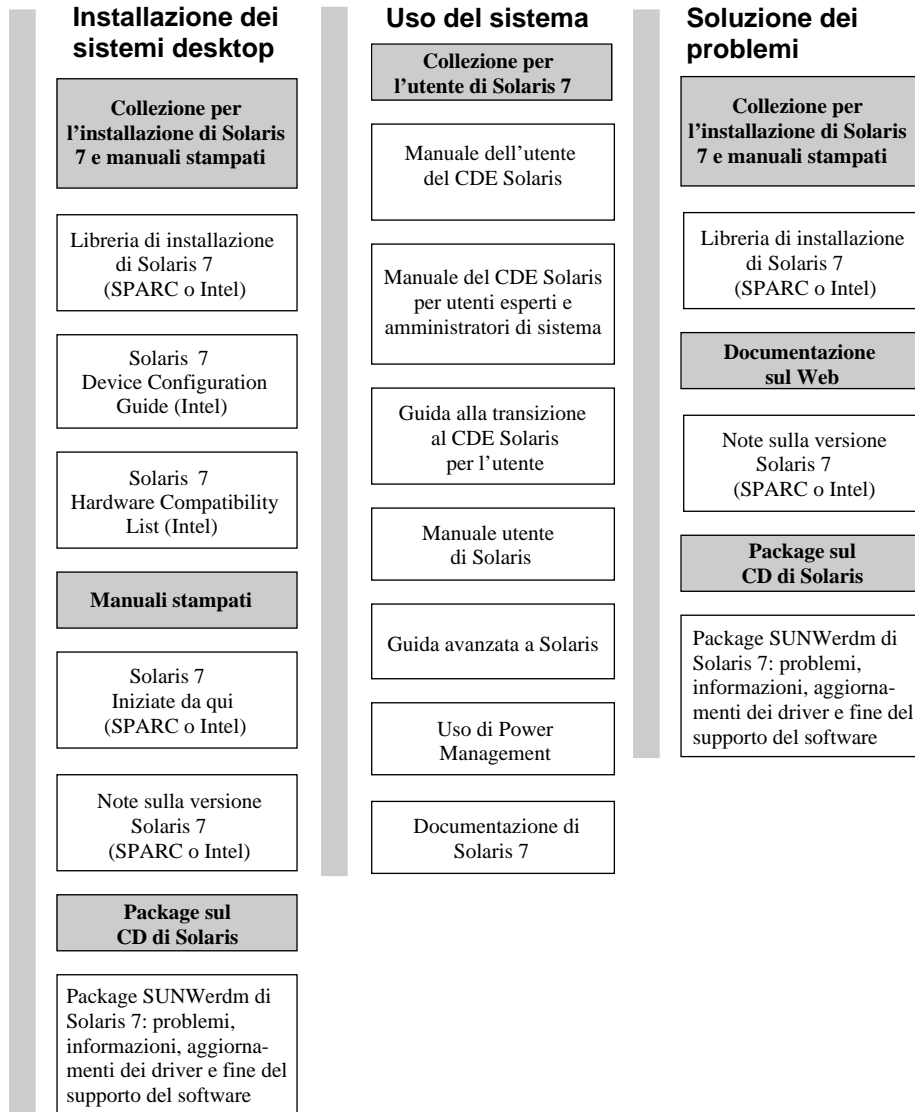 Installazione dei
sistemi desktop
Collezione per
l'installazione di Solaris
7 e manuali stampati
Libreria di installazione
di Solaris 7
(SPARC o Intel)
Solaris 7
Device Configuration
Guide (Intel)
Solaris 7
Hardware Compatibility
List (Intel)
Manuali stampati
Solaris 7
Iniziate da qui
(SPARC o Intel)
Note sulla versione
Solaris 7
(SPARC o Intel)
Package sul
CD di Solaris
Package SUNWerdm di
Solaris 7: problemi,
informazioni, aggiorna-
menti dei driver e fine del
supporto del software
Uso del sistema
Collezione per
l'utente di Solaris 7
Manuale dell'utente
del CDE Solaris
Manuale del CDE Solaris
per utenti esperti e
amministratori di sistema
Guida alla transizione
al CDE Solaris
per l'utente
Manuale utente
di Solaris
Guida avanzata a Solaris
Uso di Power
Management
Documentazione di
Solaris 7
Soluzione dei
problemi
Collezione per
l'installazione di Solaris
7 e manuali stampati
Libreria di installazione
di Solaris 7
(SPARC o Intel)
Documentazione
sul Web
Note sulla versione
Solaris 7
(SPARC o Intel)
Package sul
CD di Solaris
Package SUNWerdm di
Solaris 7: problemi,
informazioni, aggiorna-
menti dei driver e fine del
supporto del software